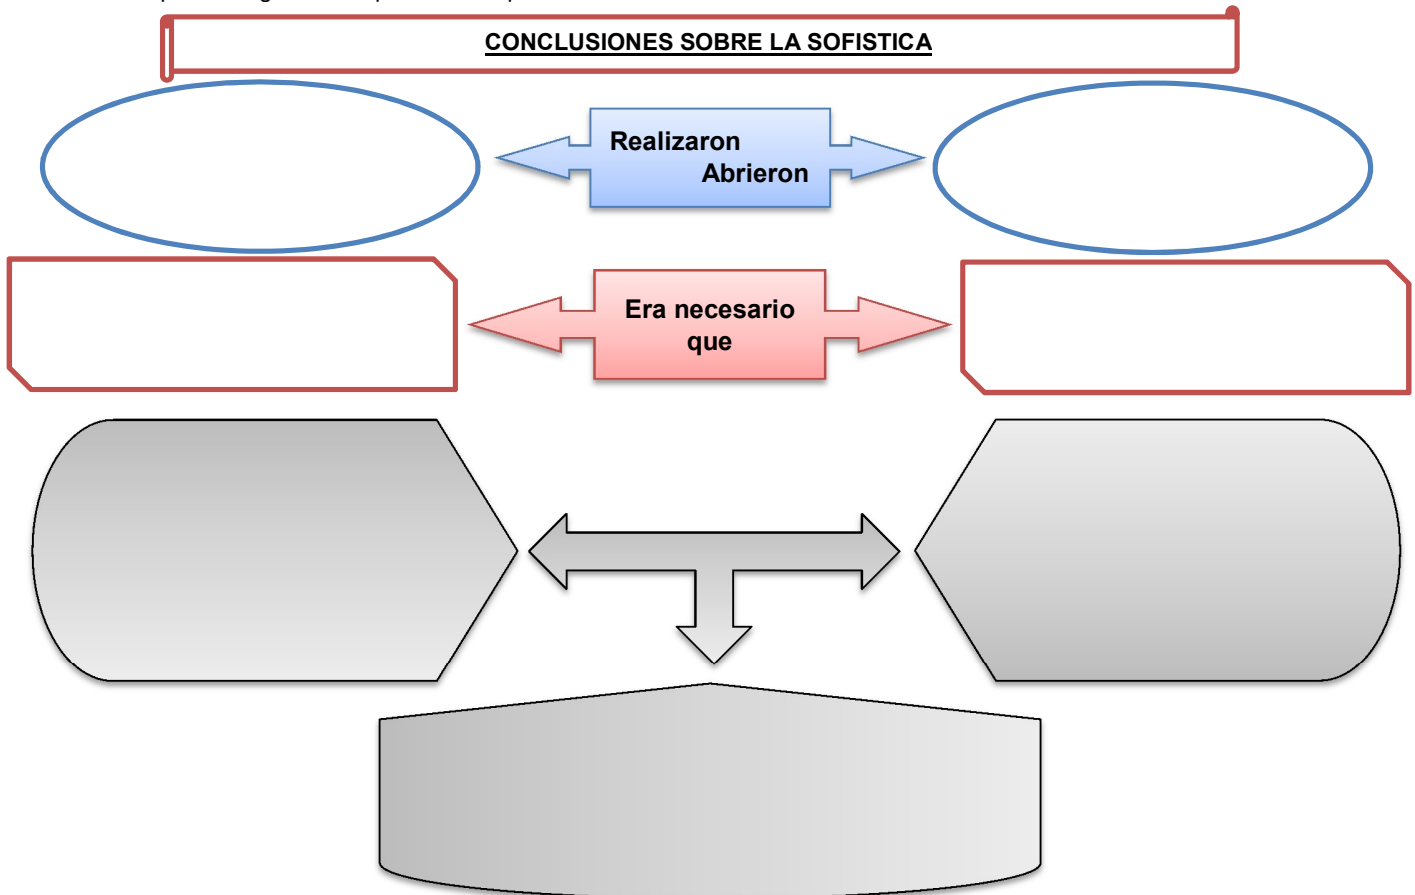 CONCLUSIONES SOBRE LA SOFISTICA
Realizaron
Abrieron
Era necesario
que